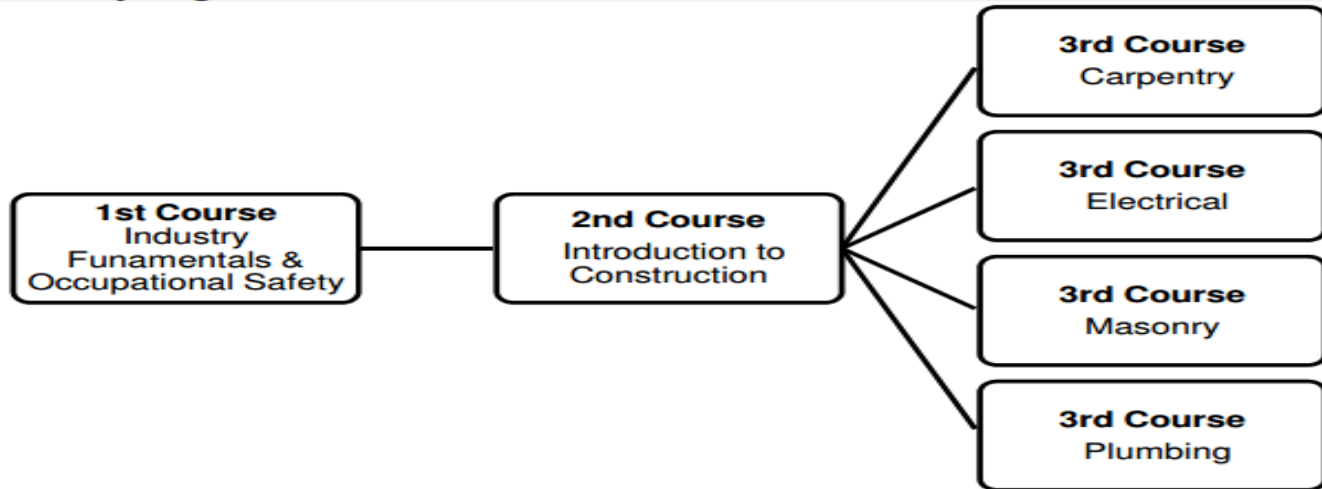 1st Course
Industry
Funamentals &
Occupational Safety
2nd Course
Introduction to
Construction
3rd Course
Carpentry
3rd Course
Electrical
3rd Course
Masonry
3rd Course
Plumbing